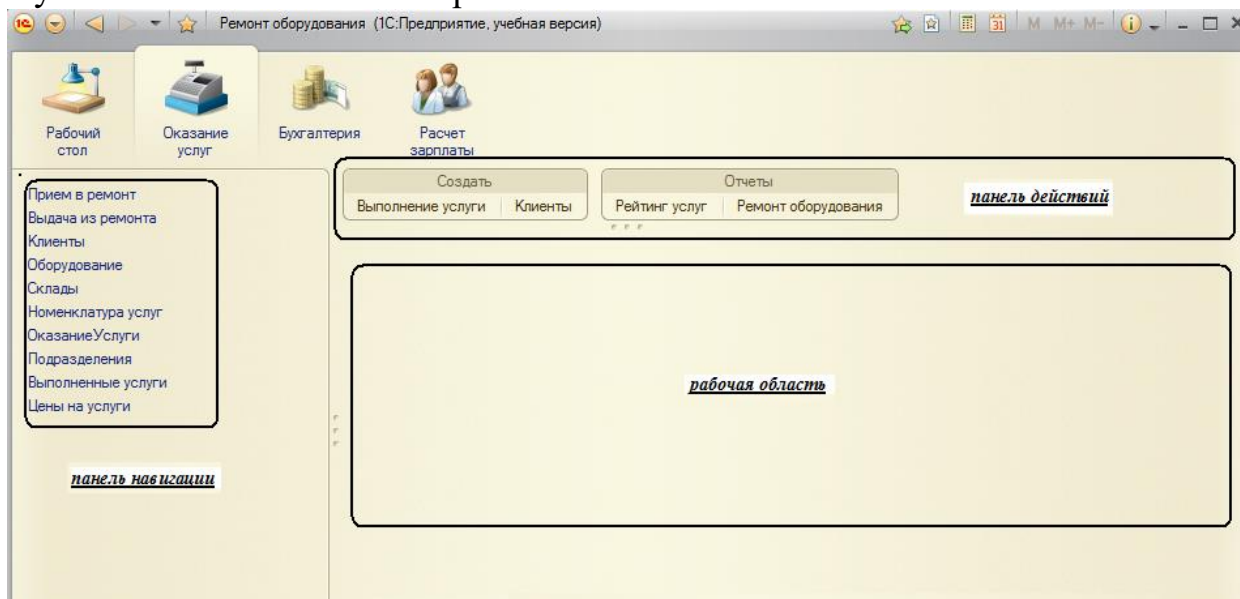 Ремонт оборудования (1С:Предприятие, учебная версия)
31 M M+ M-
Рабочий стол
Оказание услуг
Бухгалтерия
Расчет зарплаты
Создать
Выполнение услуги Клиенты
Отчеты
Рейтинг услуг Ремонт оборудования
панель действий
Прием в ремонт
Выдача из ремонта
Клиенты
Оборудование
Склады
Номенклатура услуг
ОказаниеУслуги
Подразделения
Выполненные услуги
Цены на услуги
рабочая область
панель навигации